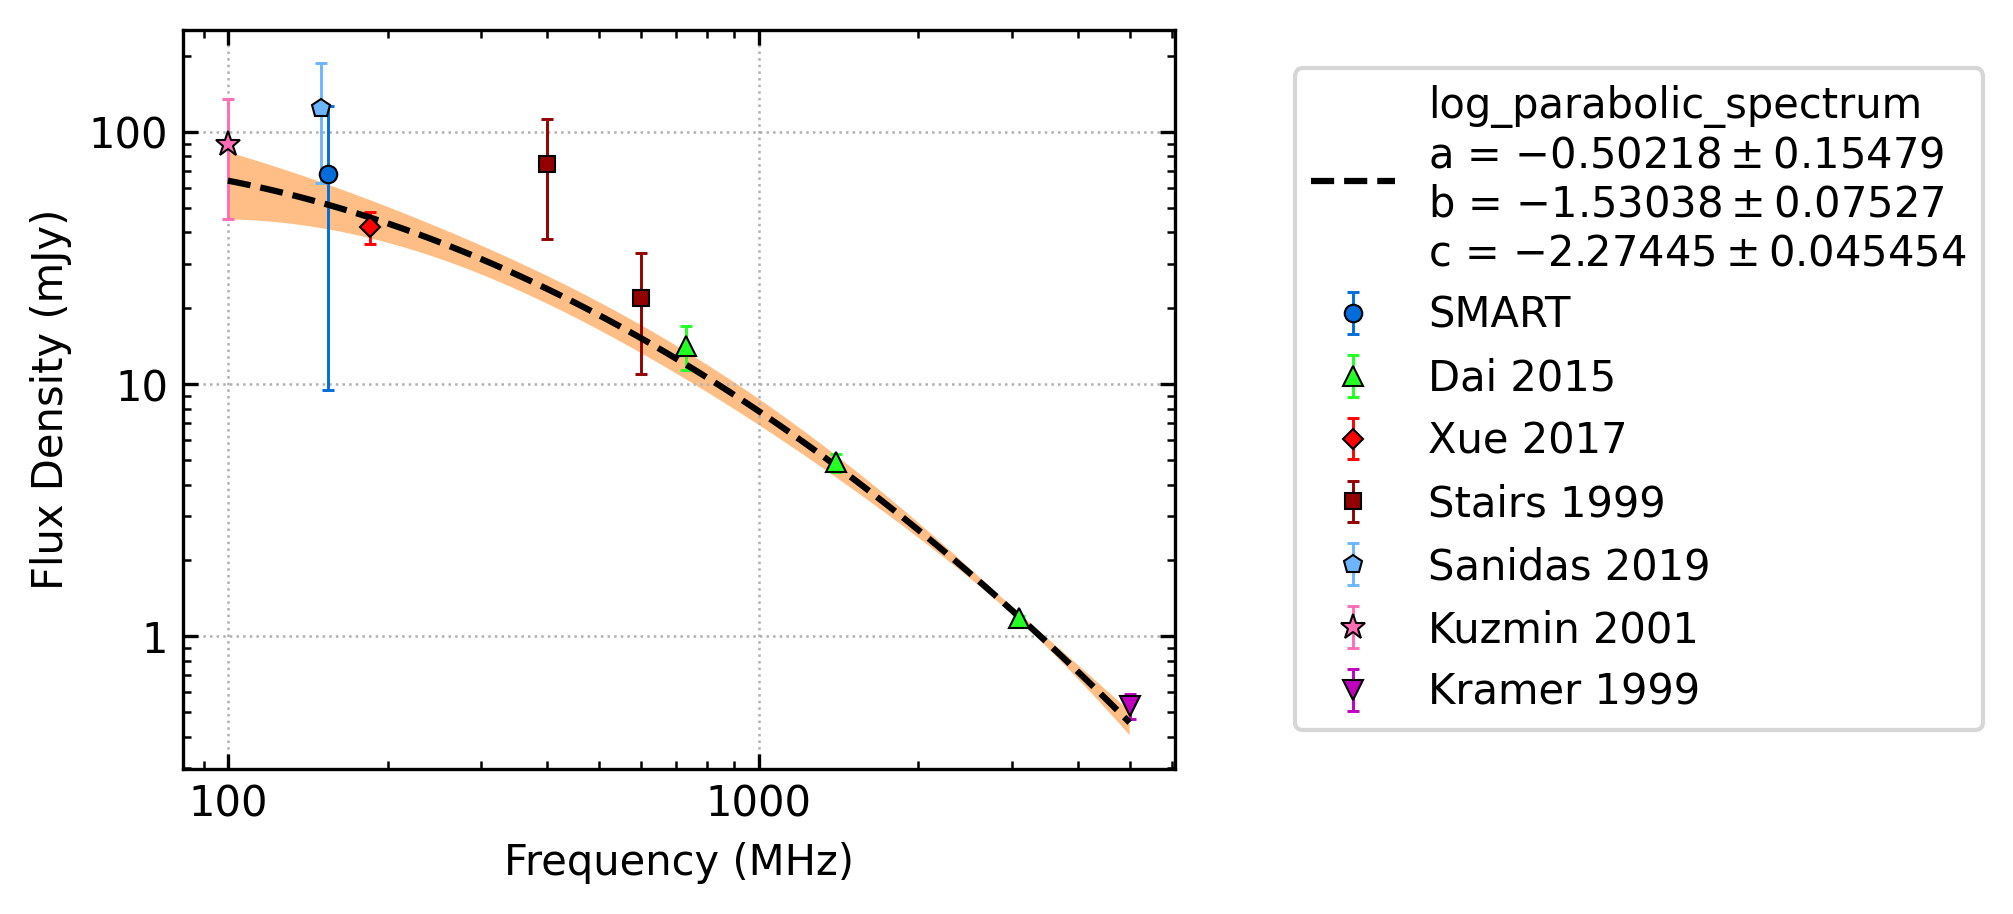 100
10
1
Flux Density (mJy)
100
1000
Frequency (MHz)
log_parabolic_spectrum
a = −0.50218 ± 0.15479
b = −1.53038 ± 0.07527
c = −2.27445 ± 0.045454
SMART
Dai 2015
Xue 2017
Stairs 1999
Sanidas 2019
Kuzmin 2001
Kramer 1999